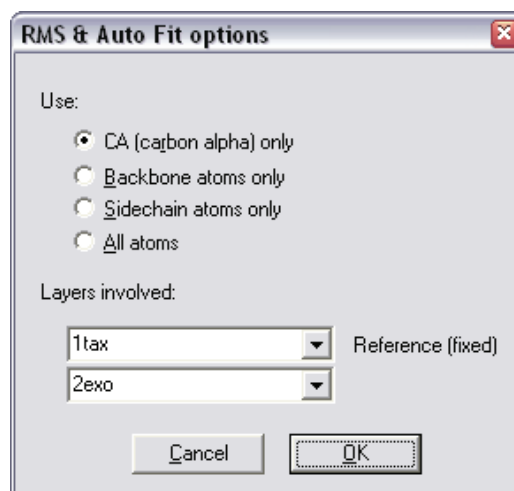 RMS & Auto Fit options
Use:
CA (carbon alpha) only
Backbone atoms only
Sidechain atoms only
All atoms
Layers involved:
1tax Reference (fixed)
2exo
Cancel OK